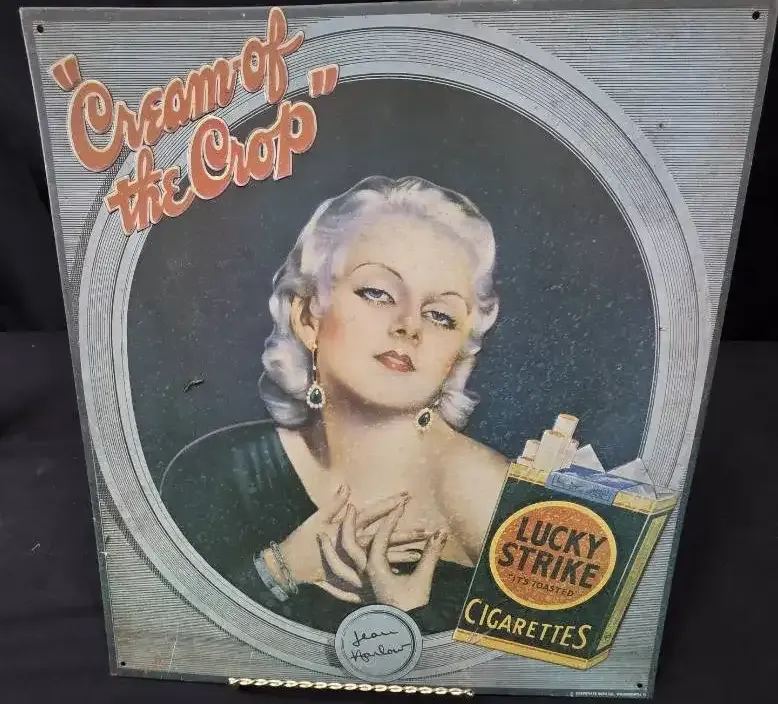 "Cream of
the Crop"
LUCKY
STRIKE
"IT'S TOASTED"
CIGARETTES
Jean
Harlow